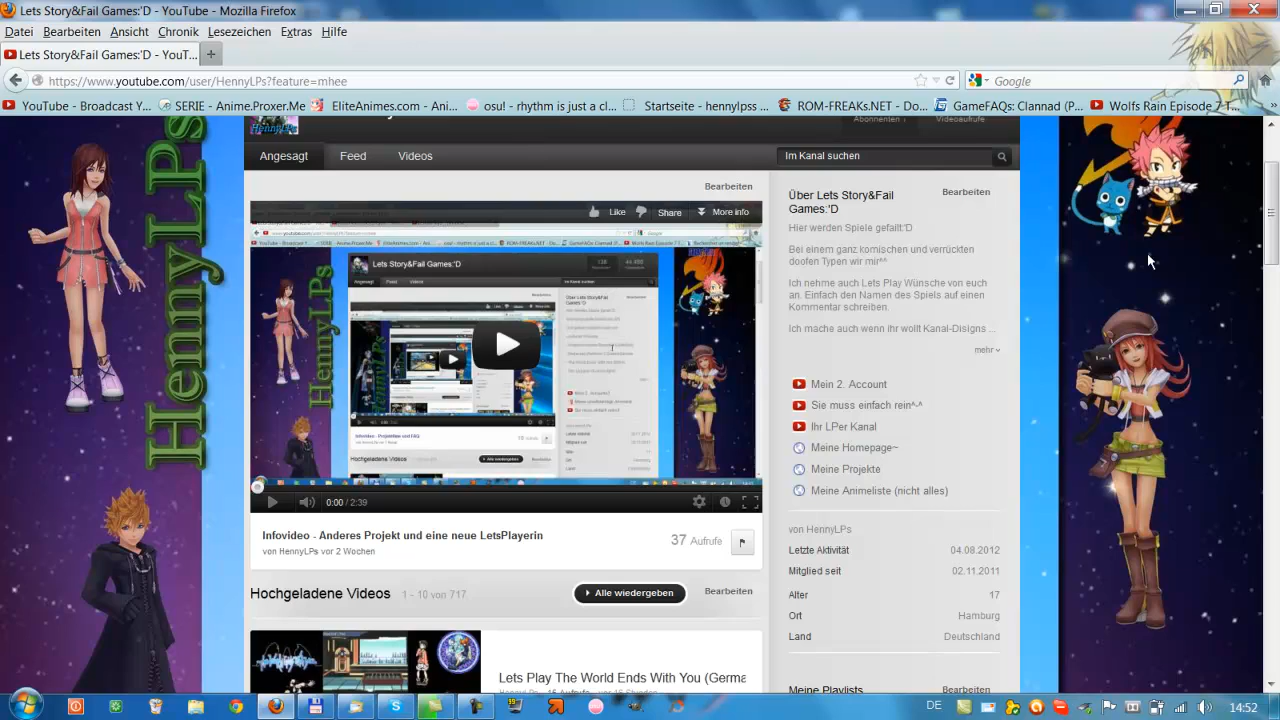 Lets Story&Fail Games:'D - YouTube - Mozilla Firefox
Datei Bearbeiten Ansicht Chronik Lesezeichen Extras Hilfe
Lets Story&Fail Games:'D - YouT...
https://www.youtube.com/user/HennyLPs?feature=mhee
Google
YouTube - Broadcast Y... SERIE - Anime.Proxer.Me EliteAnimes.com - Ani... osu! - rhythm is just a cl... Startseite - hennylpss ... ROM-FREAKs.NET - Do... GameFAQs: Clannad (P... Wolfs Rain Episode 7 T... »
HennyLPs
Abonnenten Videoaufrufe
Angesagt Feed Videos
Im Kanal suchen
Bearbeiten
Like Share More info
Lets Story&Fail Games:'D
0:00 / 2:39
Infovideo - Anderes Projekt und eine neue LetsPlayerin
von HennyLPs vor 2 Wochen
37 Aufrufe
Hochgeladene Videos 1 - 10 von 717
Alle wiedergeben
Bearbeiten
Lets Play The World Ends With You (Germa
HennyLPs 15 Aufrufe vor 15 Stunden
Über Lets Story&Fail Games:'D
Bearbeiten
Hier werden Spiele gefailt:'D
Bei einem ganz komischen und verrückten
doofen Typen wir mir^^
Ich nehme auch Lets Play Wünsche von euch
an. Einfach den Namen des Spiels auf einen
Kommentar schreiben.
Ich mache auch wenn ihr wollt Kanal-Disigns ...
mehr
Mein 2. Account
Sie muss einfach rein^-^
Ihr LPer Kanal
Meine Homepage~
Meine Projekte
Meine Animeliste (nicht alles)
von HennyLPs
Letzte Aktivität 04.08.2012
Mitglied seit 02.11.2011
Alter 17
Ort Hamburg
Land Deutschland
Meine Playlists Bearbeiten
HennyLPs
DE
14:52